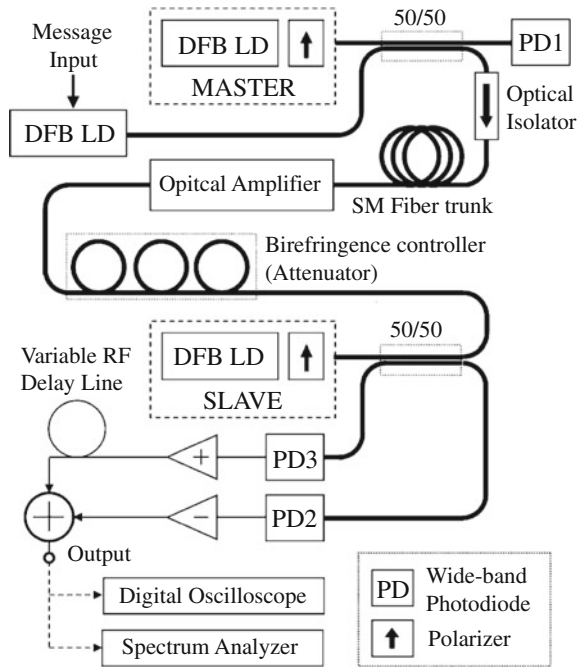 50/50
Message
Input
DFB LD
MASTER
PD1
DFB LD
Optical
Isolator
Opitcal Amplifier
SM Fiber trunk
Birefringence controller
(Attenuator)
50/50
Variable RF
Delay Line
DFB LD
SLAVE
+
PD3
+
−
PD2
Output
Digital Oscilloscope
Spectrum Analyzer
PD
Wide-band
Photodiode
Polarizer